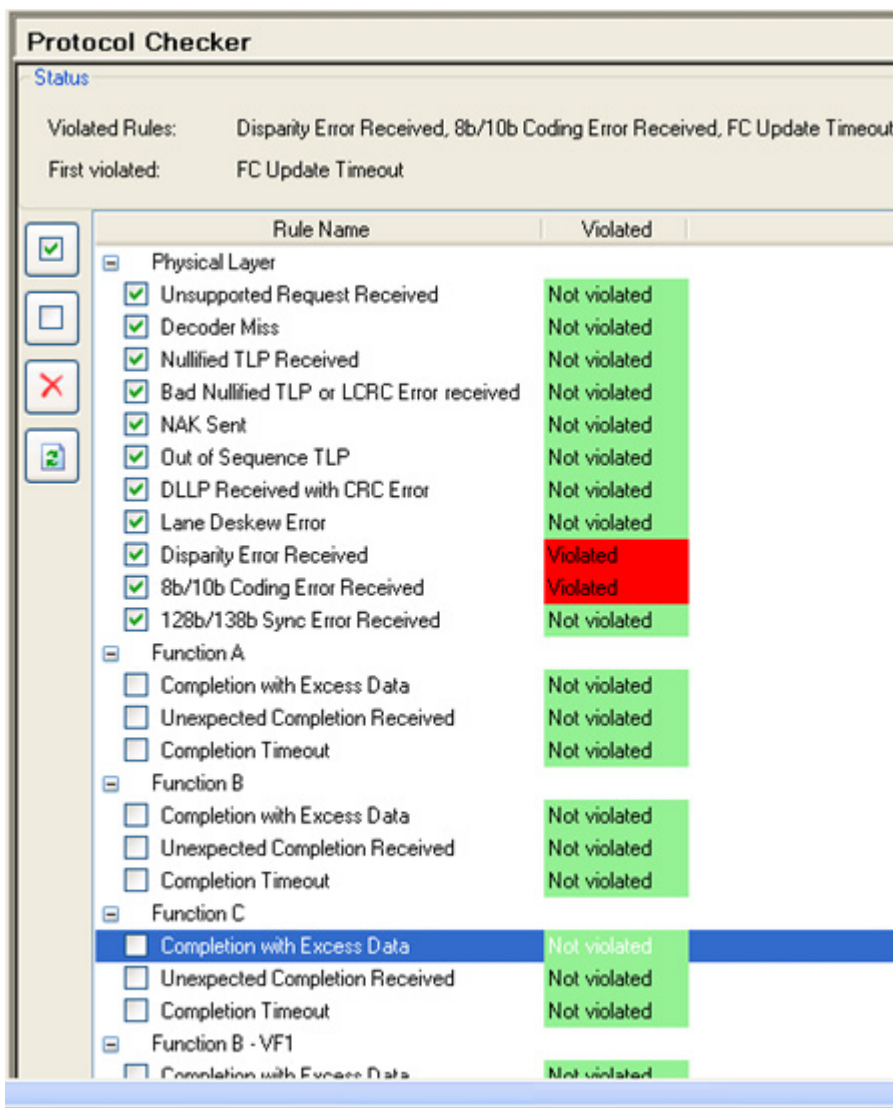 Protocol Checker
Status
Violated Rules: Disparity Error Received, 8b/10b Coding Error Received, FC Update Timeout
First violated: FC Update Timeout
Rule Name Violated
Physical Layer
Unsupported Request Received Not violated
Decoder Miss Not violated
Nullified TLP Received Not violated
Bad Nullified TLP or LCRC Error received Not violated
NAK Sent Not violated
Out of Sequence TLP Not violated
DLLP Received with CRC Error Not violated
Lane Deskew Error Not violated
Disparity Error Received Violated
8b/10b Coding Error Received Violated
128b/138b Sync Error Received Not violated
Function A
Completion with Excess Data Not violated
Unexpected Completion Received Not violated
Completion Timeout Not violated
Function B
Completion with Excess Data Not violated
Unexpected Completion Received Not violated
Completion Timeout Not violated
Function C
Completion with Excess Data Not violated
Unexpected Completion Received Not violated
Completion Timeout Not violated
Function B - VF1
Completion with Excess Data Not violated